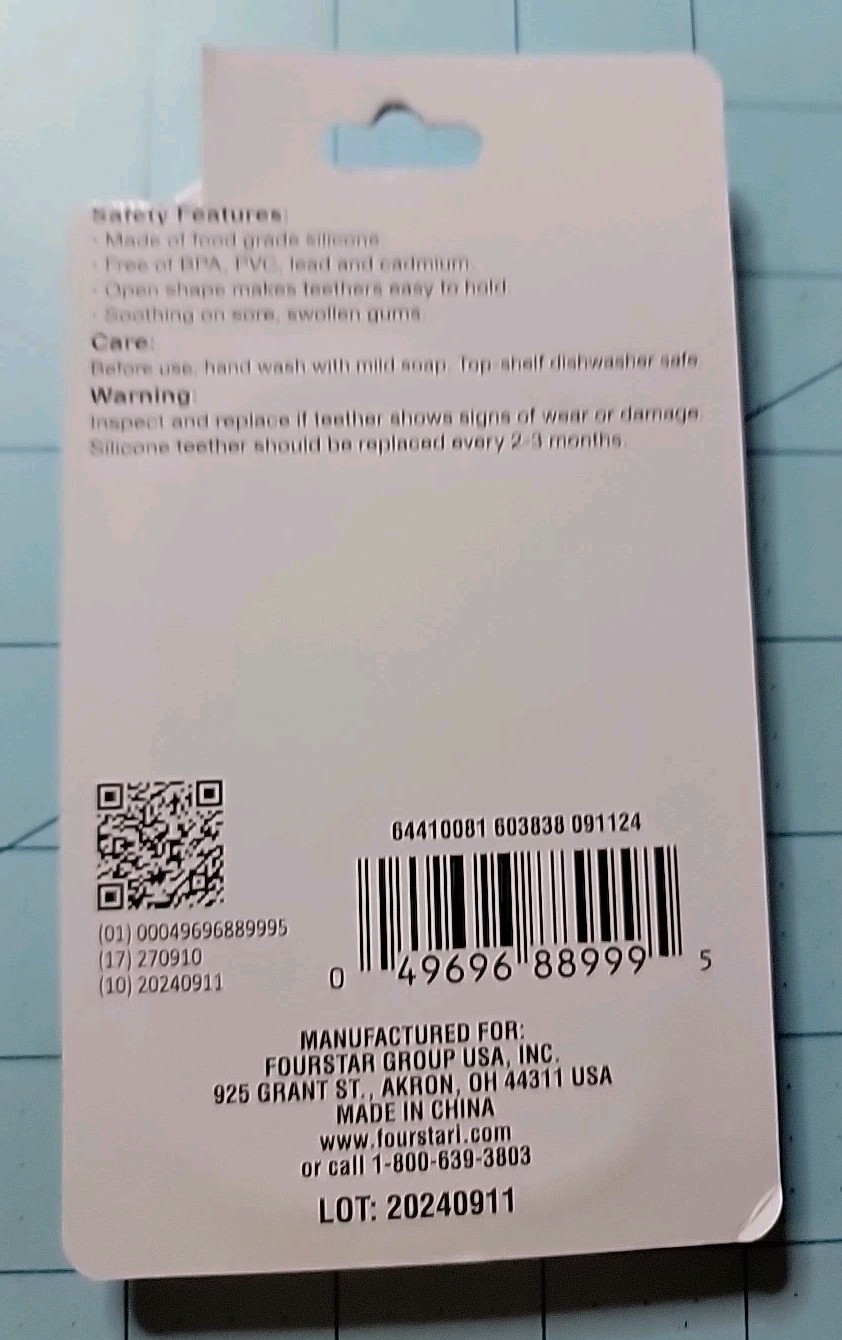 Safety Features:
- Made of food grade silicone
- Free of BPA, PVC, lead and cadmium
- Open shape makes teethers easy to hold
- Soothing on sore, swollen gums
Care:
Before use, hand wash with mild soap. Top-shelf dishwasher safe
Warning:
Inspect and replace if teether shows signs of wear or damage.
Silicone teether should be replaced every 2-3 months.
64410081 603838 091124
(01) 00049696889995
(17) 270910
(10) 20240911
0 49696 88999 5
MANUFACTURED FOR:
FOURSTAR GROUP USA, INC.
925 GRANT ST., AKRON, OH 44311 USA
MADE IN CHINA
www.fourstari.com
or call 1-800-639-3803
LOT: 20240911